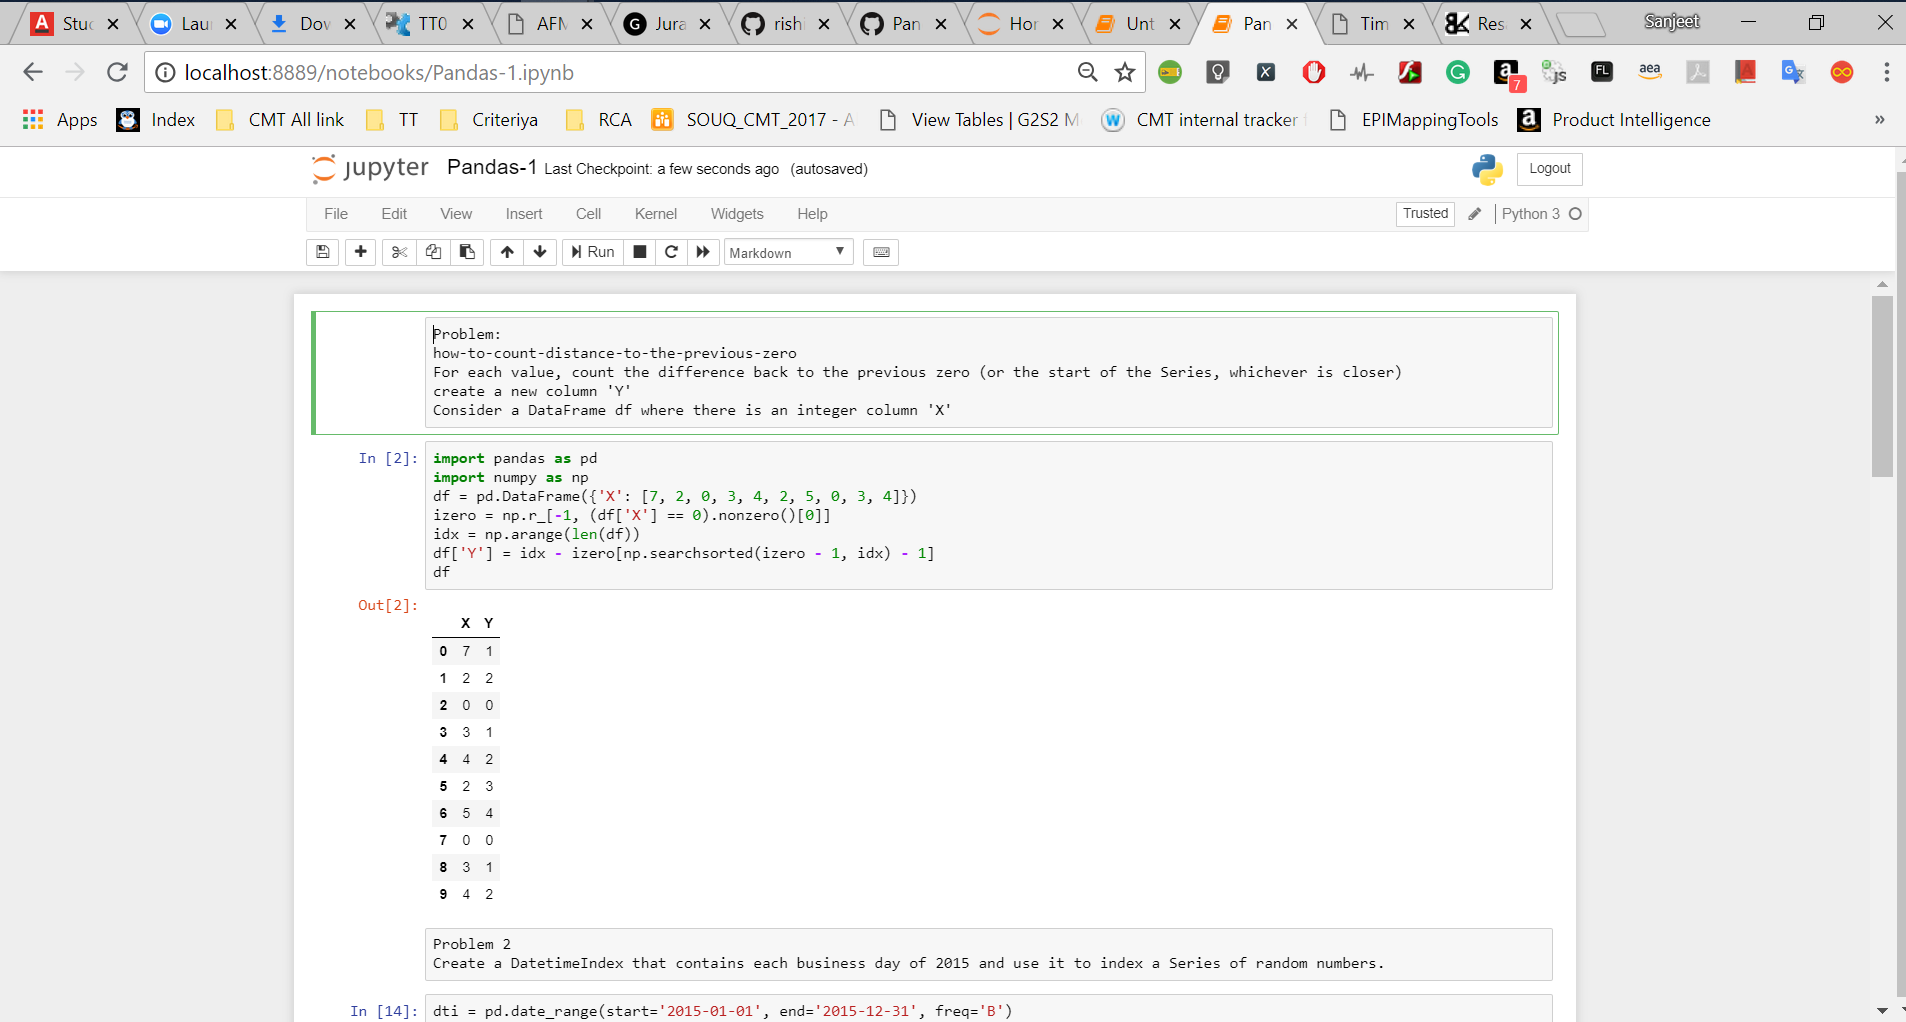 Stud Laun Dow TT0 AFM Jura rishi Pan Hor Unt Pan Tim Res Sanjeet
localhost:8889/notebooks/Pandas-1.ipynb
Apps Index CMT All link TT Criteriya RCA SOUQ_CMT_2017 - A View Tables | G2S2 M CMT internal tracker EPIMappingTools Product Intelligence »
jupyter Pandas-1 Last Checkpoint: a few seconds ago (autosaved) Logout
File Edit View Insert Cell Kernel Widgets Help Trusted Python 3
Run Markdown
Problem:
how-to-count-distance-to-the-previous-zero
For each value, count the difference back to the previous zero (or the start of the Series, whichever is closer)
create a new column 'Y'
Consider a DataFrame df where there is an integer column 'X'
In [2]: import pandas as pd
import numpy as np
df = pd.DataFrame({'X': [7, 2, 0, 3, 4, 2, 5, 0, 3, 4]})
izero = np.r_[-1, (df['X'] == 0).nonzero()[0]]
idx = np.arange(len(df))
df['Y'] = idx - izero[np.searchsorted(izero - 1, idx) - 1]
df
Out[2]:
X Y
0 7 1
1 2 2
2 0 0
3 3 1
4 4 2
5 2 3
6 5 4
7 0 0
8 3 1
9 4 2
Problem 2
Create a DatetimeIndex that contains each business day of 2015 and use it to index a Series of random numbers.
In [14]: dti = pd.date_range(start='2015-01-01', end='2015-12-31', freq='B')